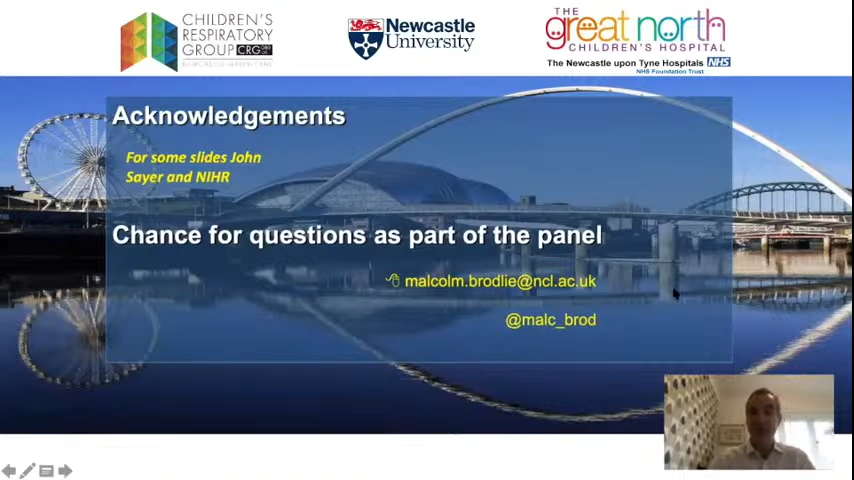 CHILDREN'S
RESPIRATORY
GROUP CRG
Newcastle
University
THE
great north
CHILDREN'S HOSPITAL
The Newcastle upon Tyne Hospitals NHS
NHS Foundation Trust
Acknowledgements
For some slides John
Sayer and NIHR
Chance for questions as part of the panel
malcolm.brodlie@ncl.ac.uk
@malc_brod